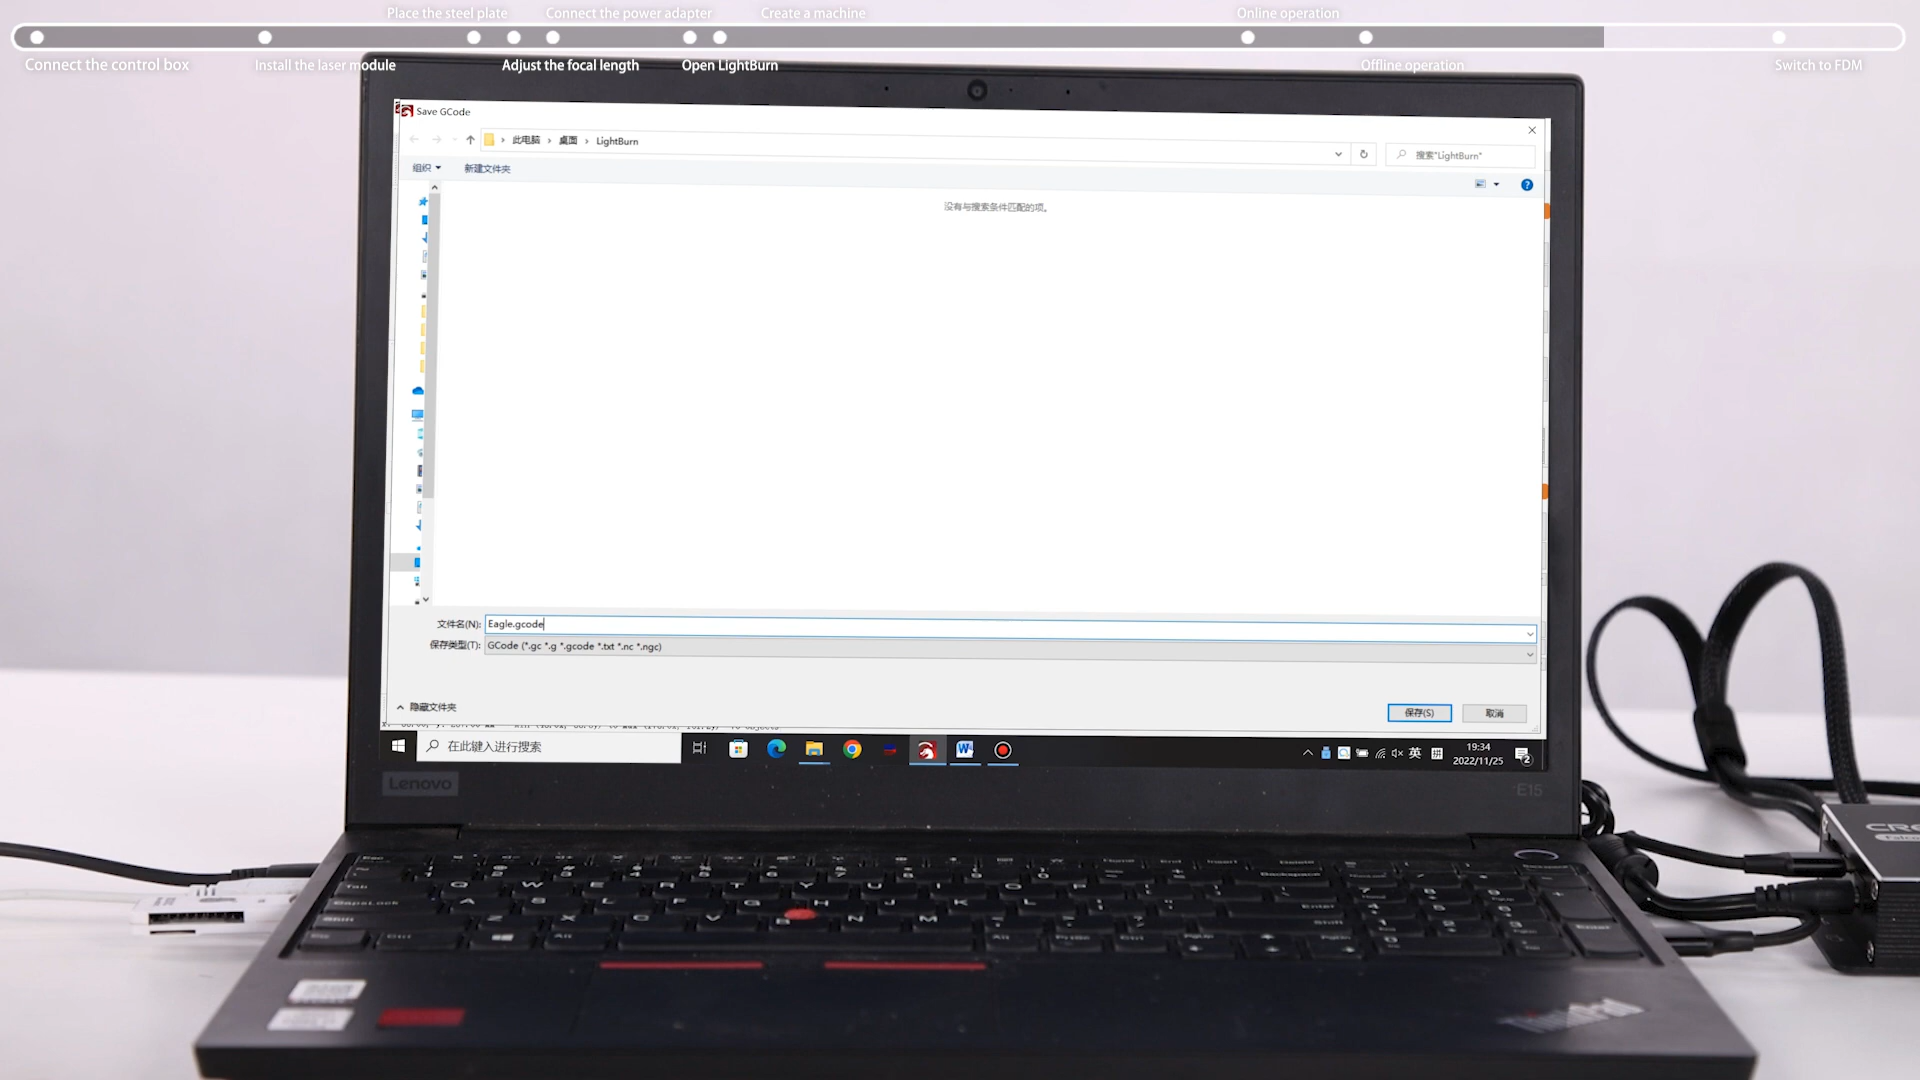 Place the steel plate
Connect the power adapter
Create a machine
Online operation
Connect the control box
Install the laser module
Adjust the focal length
Open LightBurn
Offline operation
Switch to FDM
Save GCode
此电脑 › 桌面 › LightBurn
搜索"LightBurn"
组织
新建文件夹
没有与搜索条件匹配的项。
文件名(N): Eagle.gcode
保存类型(T): GCode (*.gc *.g *.gcode *.txt *.nc *.ngc)
隐藏文件夹
保存(S)
取消
在此键入进行搜索
英
拼
19:34
2022/11/25
2
Lenovo
E15
Backspace
Q W E R T Y U I O P
A S F G H J K L
Z X C V B N M
ThinkPad